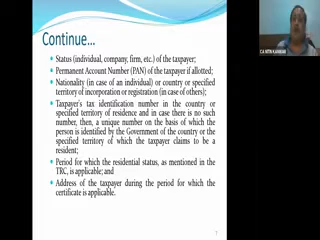 Continue...
Status (individual, company, firm, etc.) of the taxpayer;
Permanent Account Number (PAN) of the taxpayer if allotted;
Nationality (in case of an individual) or country or specified
territory of incorporation or registration (in case of others);
Taxpayer's tax identification number in the country or
specified territory of residence and in case there is no such
number, then, a unique number on the basis of which the
person is identified by the Government of the country or the
specified territory of which the taxpayer claims to be a
resident;
Period for which the residential status, as mentioned in the
TRC, is applicable; and
Address of the taxpayer during the period for which the
certificate is applicable.
7